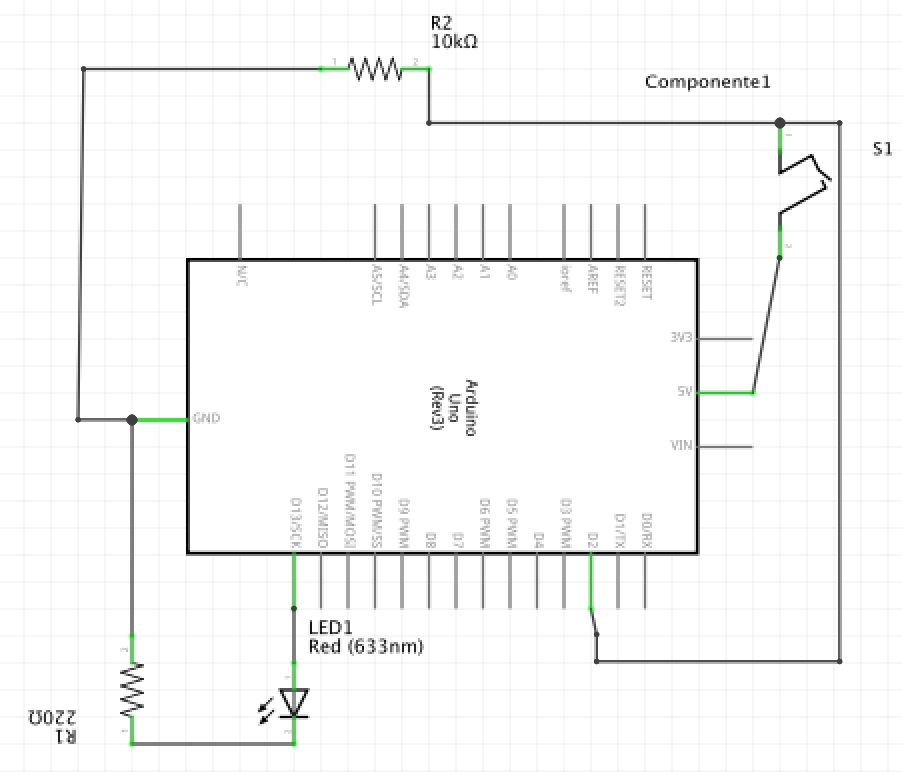 R2
10kΩ
1
2
Componente1
1
S1
2
N/C
A5/SCL
A4/SDA
A3
A2
A1
A0
ioref
AREF
RESET2
RESET
3V3
5V
VIN
GND
Arduino
Uno
(Rev3)
D13/SCK
D12/MISO
D11 PWM/MOSI
D10 PWM/SS
D9 PWM
D8
D7
D6 PWM
D5 PWM
D4
D3 PWM
D2
D1/TX
D0/RX
LED1
Red (633nm)
1
2
2
1
R1
220Ω